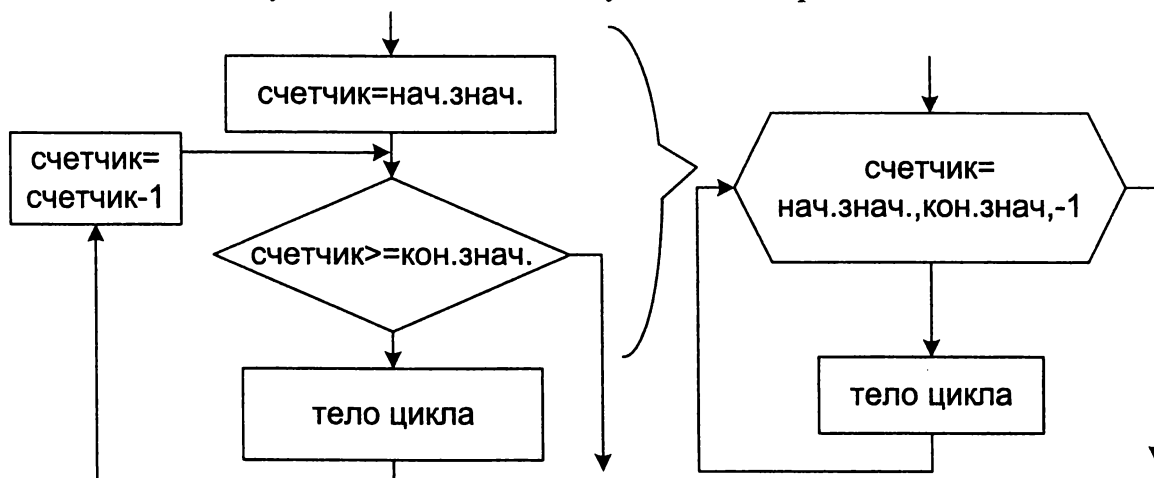 счетчик=нач.знач.
счетчик=
счетчик-1
счетчик>=кон.знач.
тело цикла
счетчик=
нач.знач.,кон.знач,-1
тело цикла